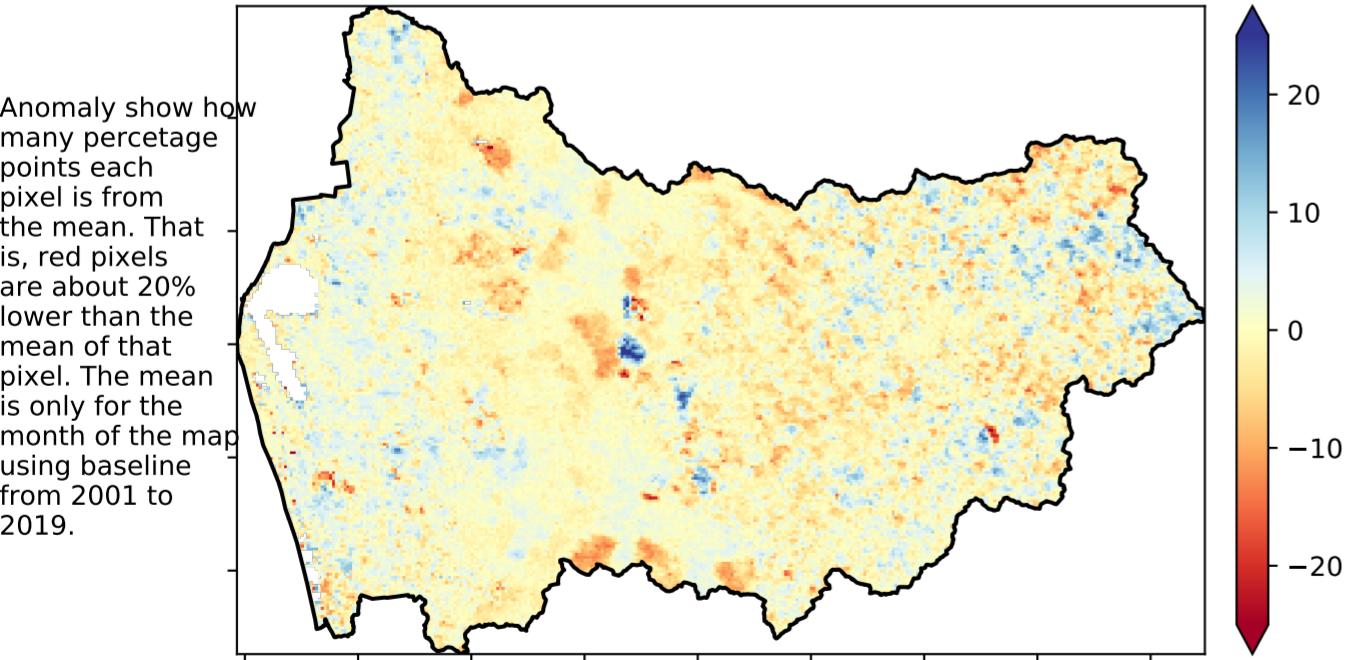 Anomaly show how
many percetage
points each
pixel is from
the mean. That
is, red pixels
are about 20%
lower than the
mean of that
pixel. The mean
is only for the
month of the map
using baseline
from 2001 to
2019.
20
10
0
−10
−20